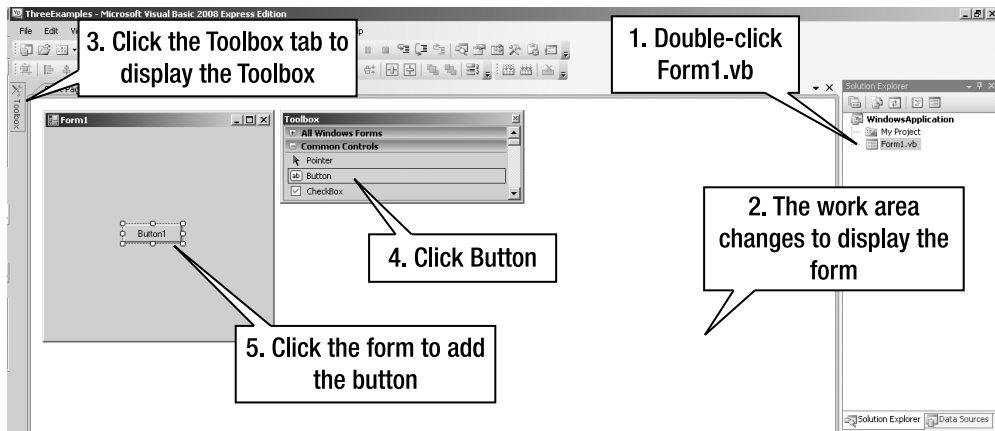 ThreeExamples - Microsoft Visual Basic 2008 Express Edition
File Edit
3. Click the Toolbox tab to
display the Toolbox
1. Double-click
Form1.vb
Toolbox
Solution Explorer
WindowsApplication
My Project
Form1.vb
Form1
Toolbox
All Windows Forms
Common Controls
Pointer
ab Button
CheckBox
Button1
4. Click Button
2. The work area
changes to display the
form
5. Click the form to add
the button
Solution Explorer Data Sources